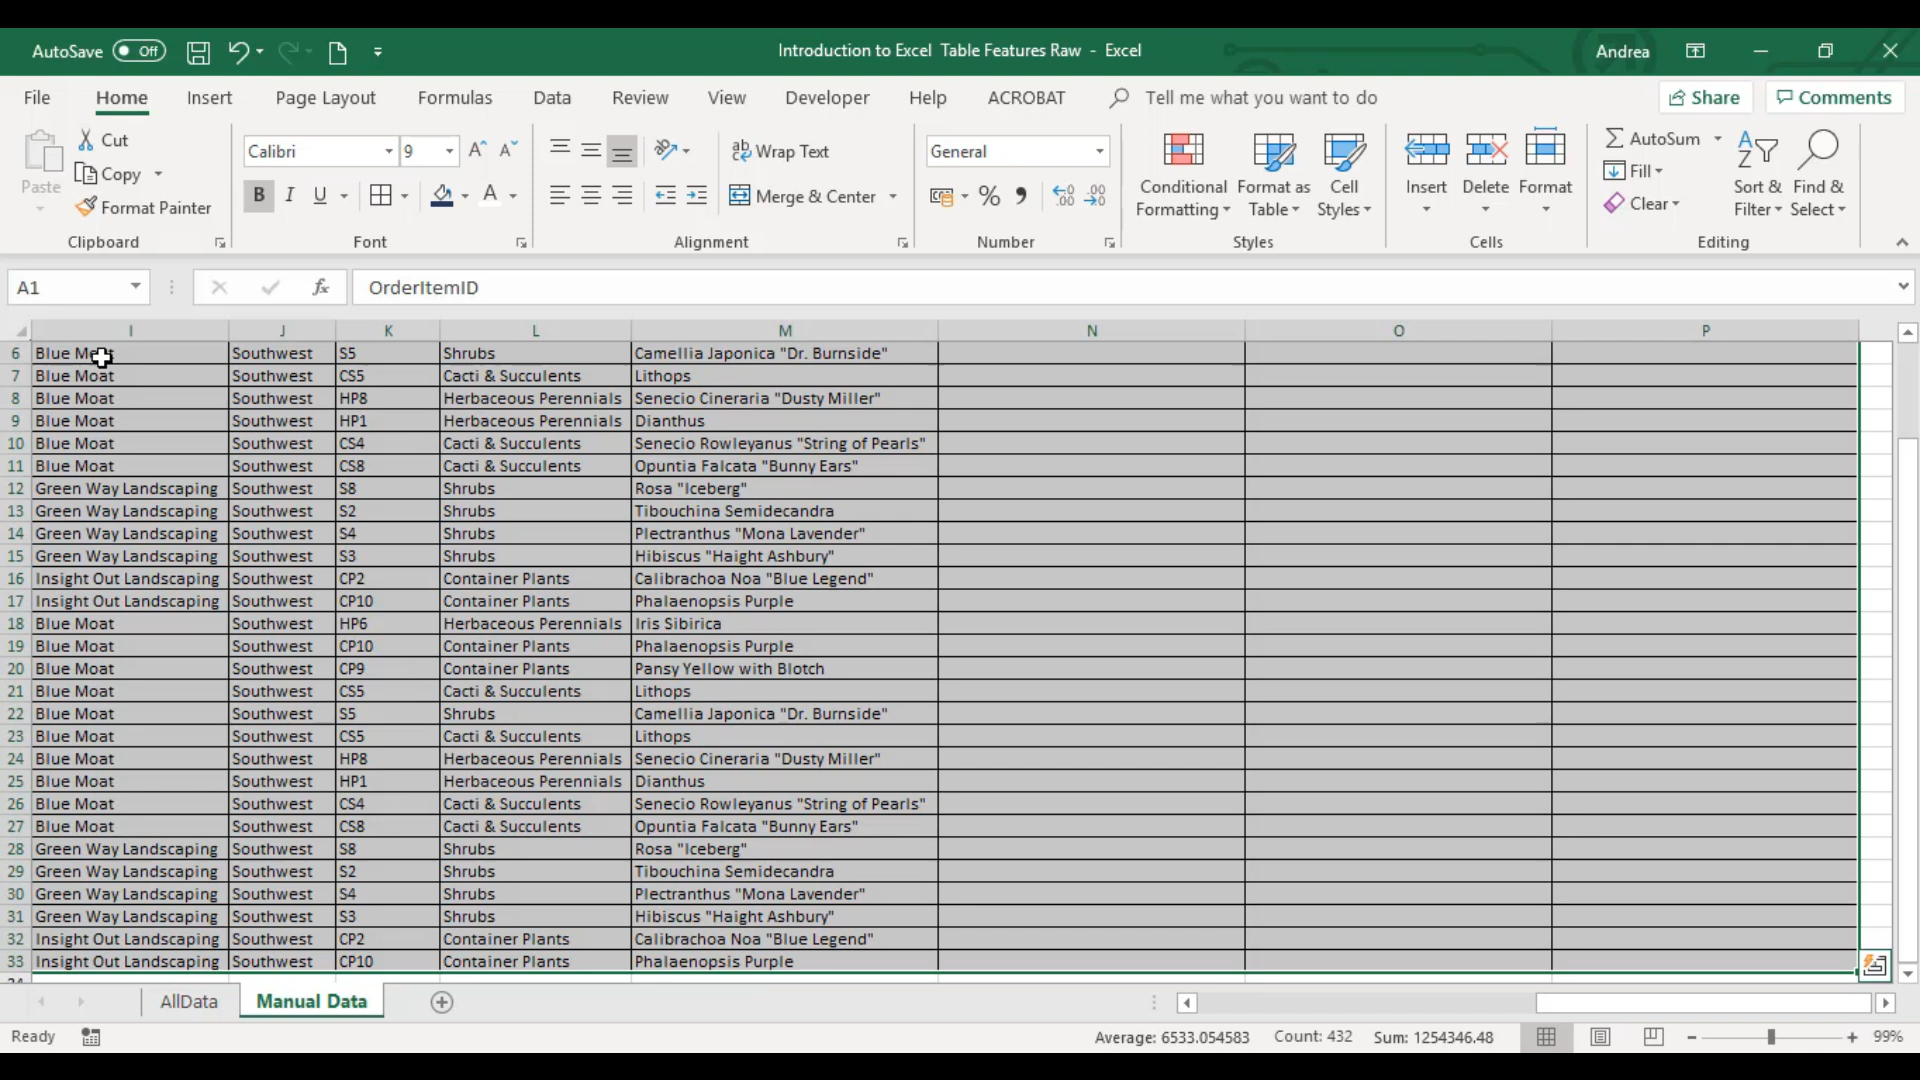 AutoSave Off Introduction to Excel Table Features Raw - Excel Andrea
File Home Insert Page Layout Formulas Data Review View Developer Help ACROBAT Tell me what you want to do Share Comments
Paste Cut Copy Format Painter
Calibri 9 A^ Aˇ
B I U A
ab Wrap Text
Merge & Center
General
% 9 .00
Conditional Formatting Format as Table Cell Styles
Insert Delete Format
AutoSum Fill Clear
Sort & Filter Find & Select
Clipboard Font Alignment Number Styles Cells Editing
A1 fx OrderItemID
I J K L M N O P
6 Blue Moat Southwest S5 Shrubs Camellia Japonica "Dr. Burnside"
7 Blue Moat Southwest CS5 Cacti & Succulents Lithops
8 Blue Moat Southwest HP8 Herbaceous Perennials Senecio Cineraria "Dusty Miller"
9 Blue Moat Southwest HP1 Herbaceous Perennials Dianthus
10 Blue Moat Southwest CS4 Cacti & Succulents Senecio Rowleyanus "String of Pearls"
11 Blue Moat Southwest CS8 Cacti & Succulents Opuntia Falcata "Bunny Ears"
12 Green Way Landscaping Southwest S8 Shrubs Rosa "Iceberg"
13 Green Way Landscaping Southwest S2 Shrubs Tibouchina Semidecandra
14 Green Way Landscaping Southwest S4 Shrubs Plectranthus "Mona Lavender"
15 Green Way Landscaping Southwest S3 Shrubs Hibiscus "Haight Ashbury"
16 Insight Out Landscaping Southwest CP2 Container Plants Calibrachoa Noa "Blue Legend"
17 Insight Out Landscaping Southwest CP10 Container Plants Phalaenopsis Purple
18 Blue Moat Southwest HP6 Herbaceous Perennials Iris Sibirica
19 Blue Moat Southwest CP10 Container Plants Phalaenopsis Purple
20 Blue Moat Southwest CP9 Container Plants Pansy Yellow with Blotch
21 Blue Moat Southwest CS5 Cacti & Succulents Lithops
22 Blue Moat Southwest S5 Shrubs Camellia Japonica "Dr. Burnside"
23 Blue Moat Southwest CS5 Cacti & Succulents Lithops
24 Blue Moat Southwest HP8 Herbaceous Perennials Senecio Cineraria "Dusty Miller"
25 Blue Moat Southwest HP1 Herbaceous Perennials Dianthus
26 Blue Moat Southwest CS4 Cacti & Succulents Senecio Rowleyanus "String of Pearls"
27 Blue Moat Southwest CS8 Cacti & Succulents Opuntia Falcata "Bunny Ears"
28 Green Way Landscaping Southwest S8 Shrubs Rosa "Iceberg"
29 Green Way Landscaping Southwest S2 Shrubs Tibouchina Semidecandra
30 Green Way Landscaping Southwest S4 Shrubs Plectranthus "Mona Lavender"
31 Green Way Landscaping Southwest S3 Shrubs Hibiscus "Haight Ashbury"
32 Insight Out Landscaping Southwest CP2 Container Plants Calibrachoa Noa "Blue Legend"
33 Insight Out Landscaping Southwest CP10 Container Plants Phalaenopsis Purple
AllData Manual Data
Ready Average: 6533.054583 Count: 432 Sum: 1254346.48 99%